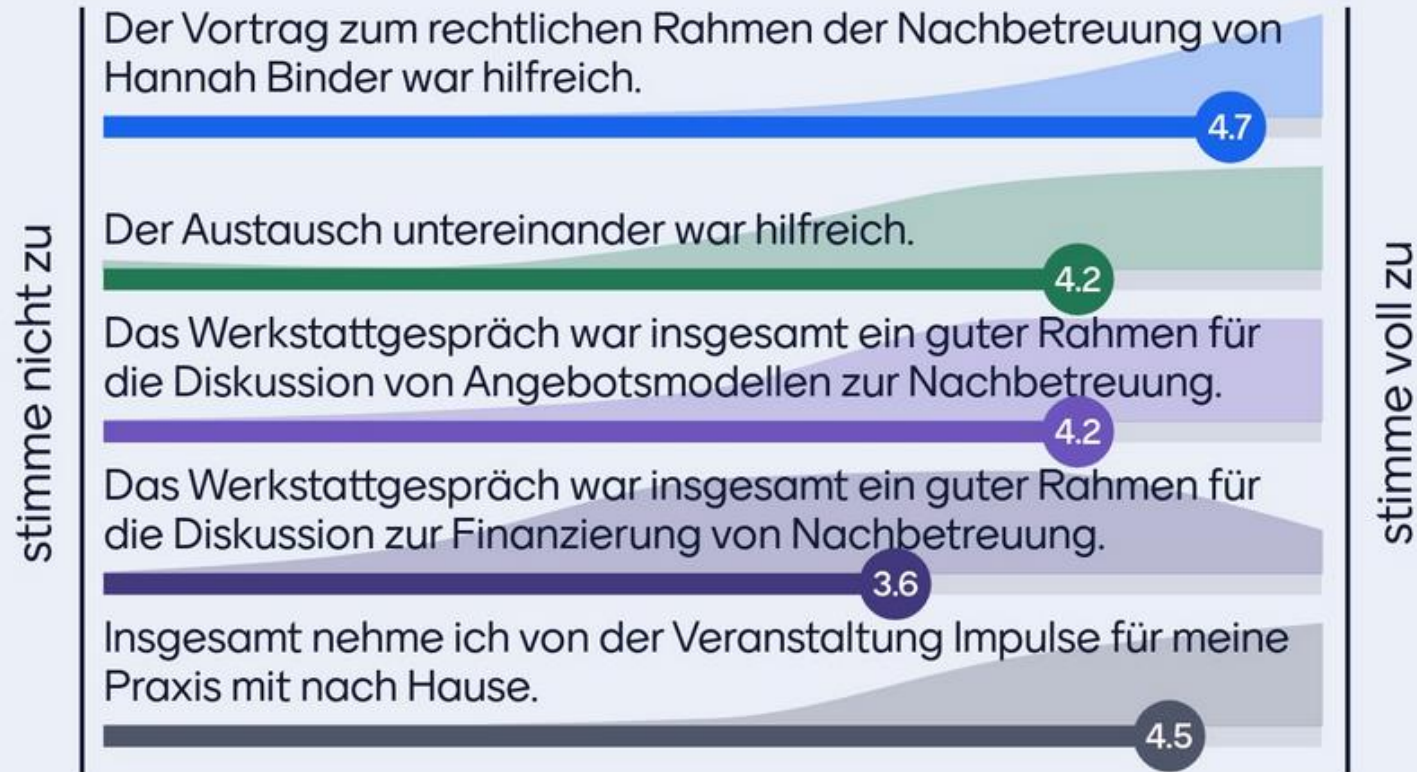 stimme nicht zu
Der Vortrag zum rechtlichen Rahmen der Nachbetreuung von
Hannah Binder war hilfreich.
4.7
Der Austausch untereinander war hilfreich.
4.2
Das Werkstattgespräch war insgesamt ein guter Rahmen für
die Diskussion von Angebotsmodellen zur Nachbetreuung.
4.2
Das Werkstattgespräch war insgesamt ein guter Rahmen für
die Diskussion zur Finanzierung von Nachbetreuung.
3.6
Insgesamt nehme ich von der Veranstaltung Impulse für meine
Praxis mit nach Hause.
4.5
stimme voll zu